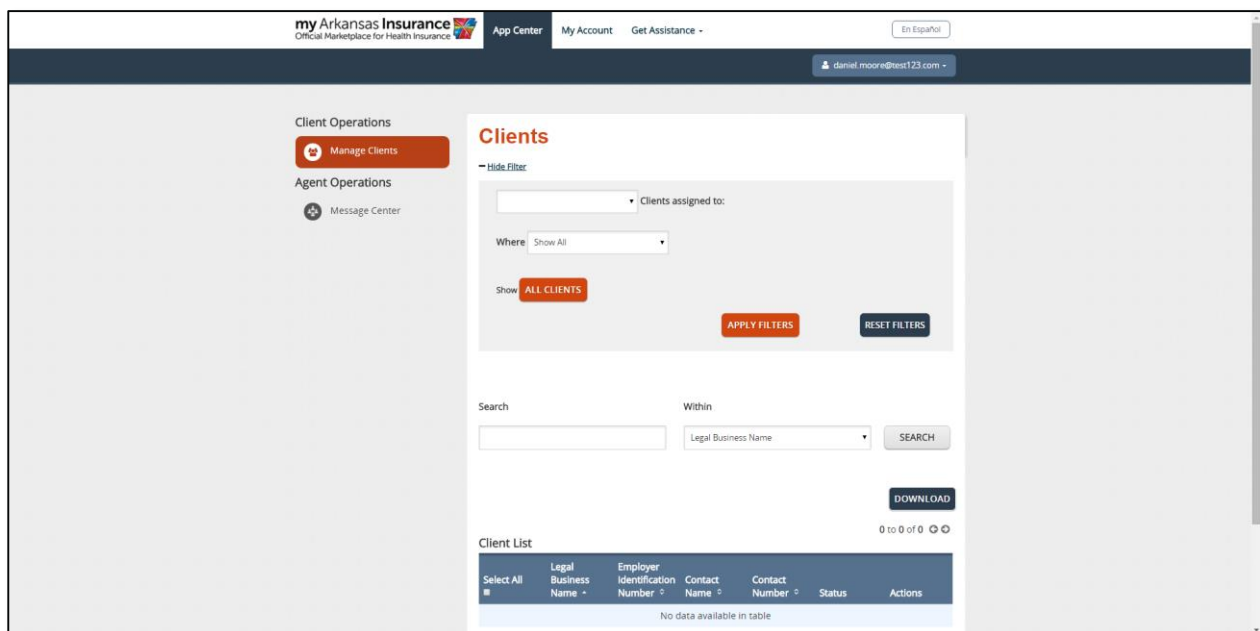 my Arkansas Insurance
Official Marketplace for Health Insurance
App Center My Account Get Assistance
En Español
daniel.moore@test123.com
Client Operations
Manage Clients
Agent Operations
Message Center
Clients
Hide Filter
Clients assigned to:
Where Show All
Show ALL CLIENTS
APPLY FILTERS RESET FILTERS
Search Within
Legal Business Name SEARCH
DOWNLOAD
0 to 0 of 0
Client List
Select All Legal Business Name Employer Identification Number Contact Name Contact Number Status Actions
No data available in table